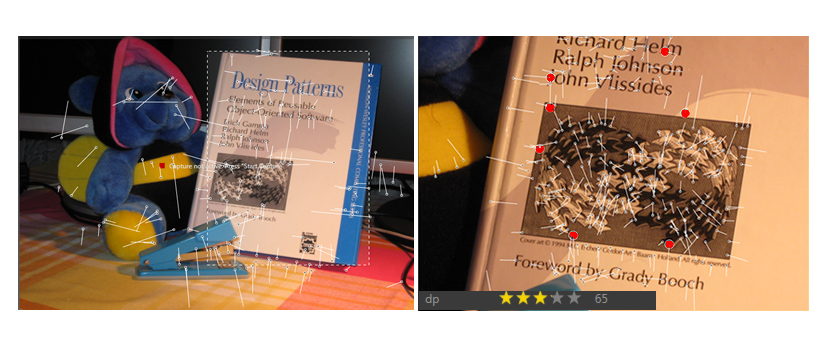 Design Patterns
Elements of Reusable
Object-Oriented Software
Erich Gamma
Richard Helm
Ralph Johnson
John Vlissides
Capture not
Press "Start
Foreword by Grady Booch
Richard Helm
Ralph Johnson
John Vlissides
Cover art © 1994 M.C. Escher / Cordon Art - Baarn - Holland. All rights reserved.
Foreword by Grady Booch
dp
65